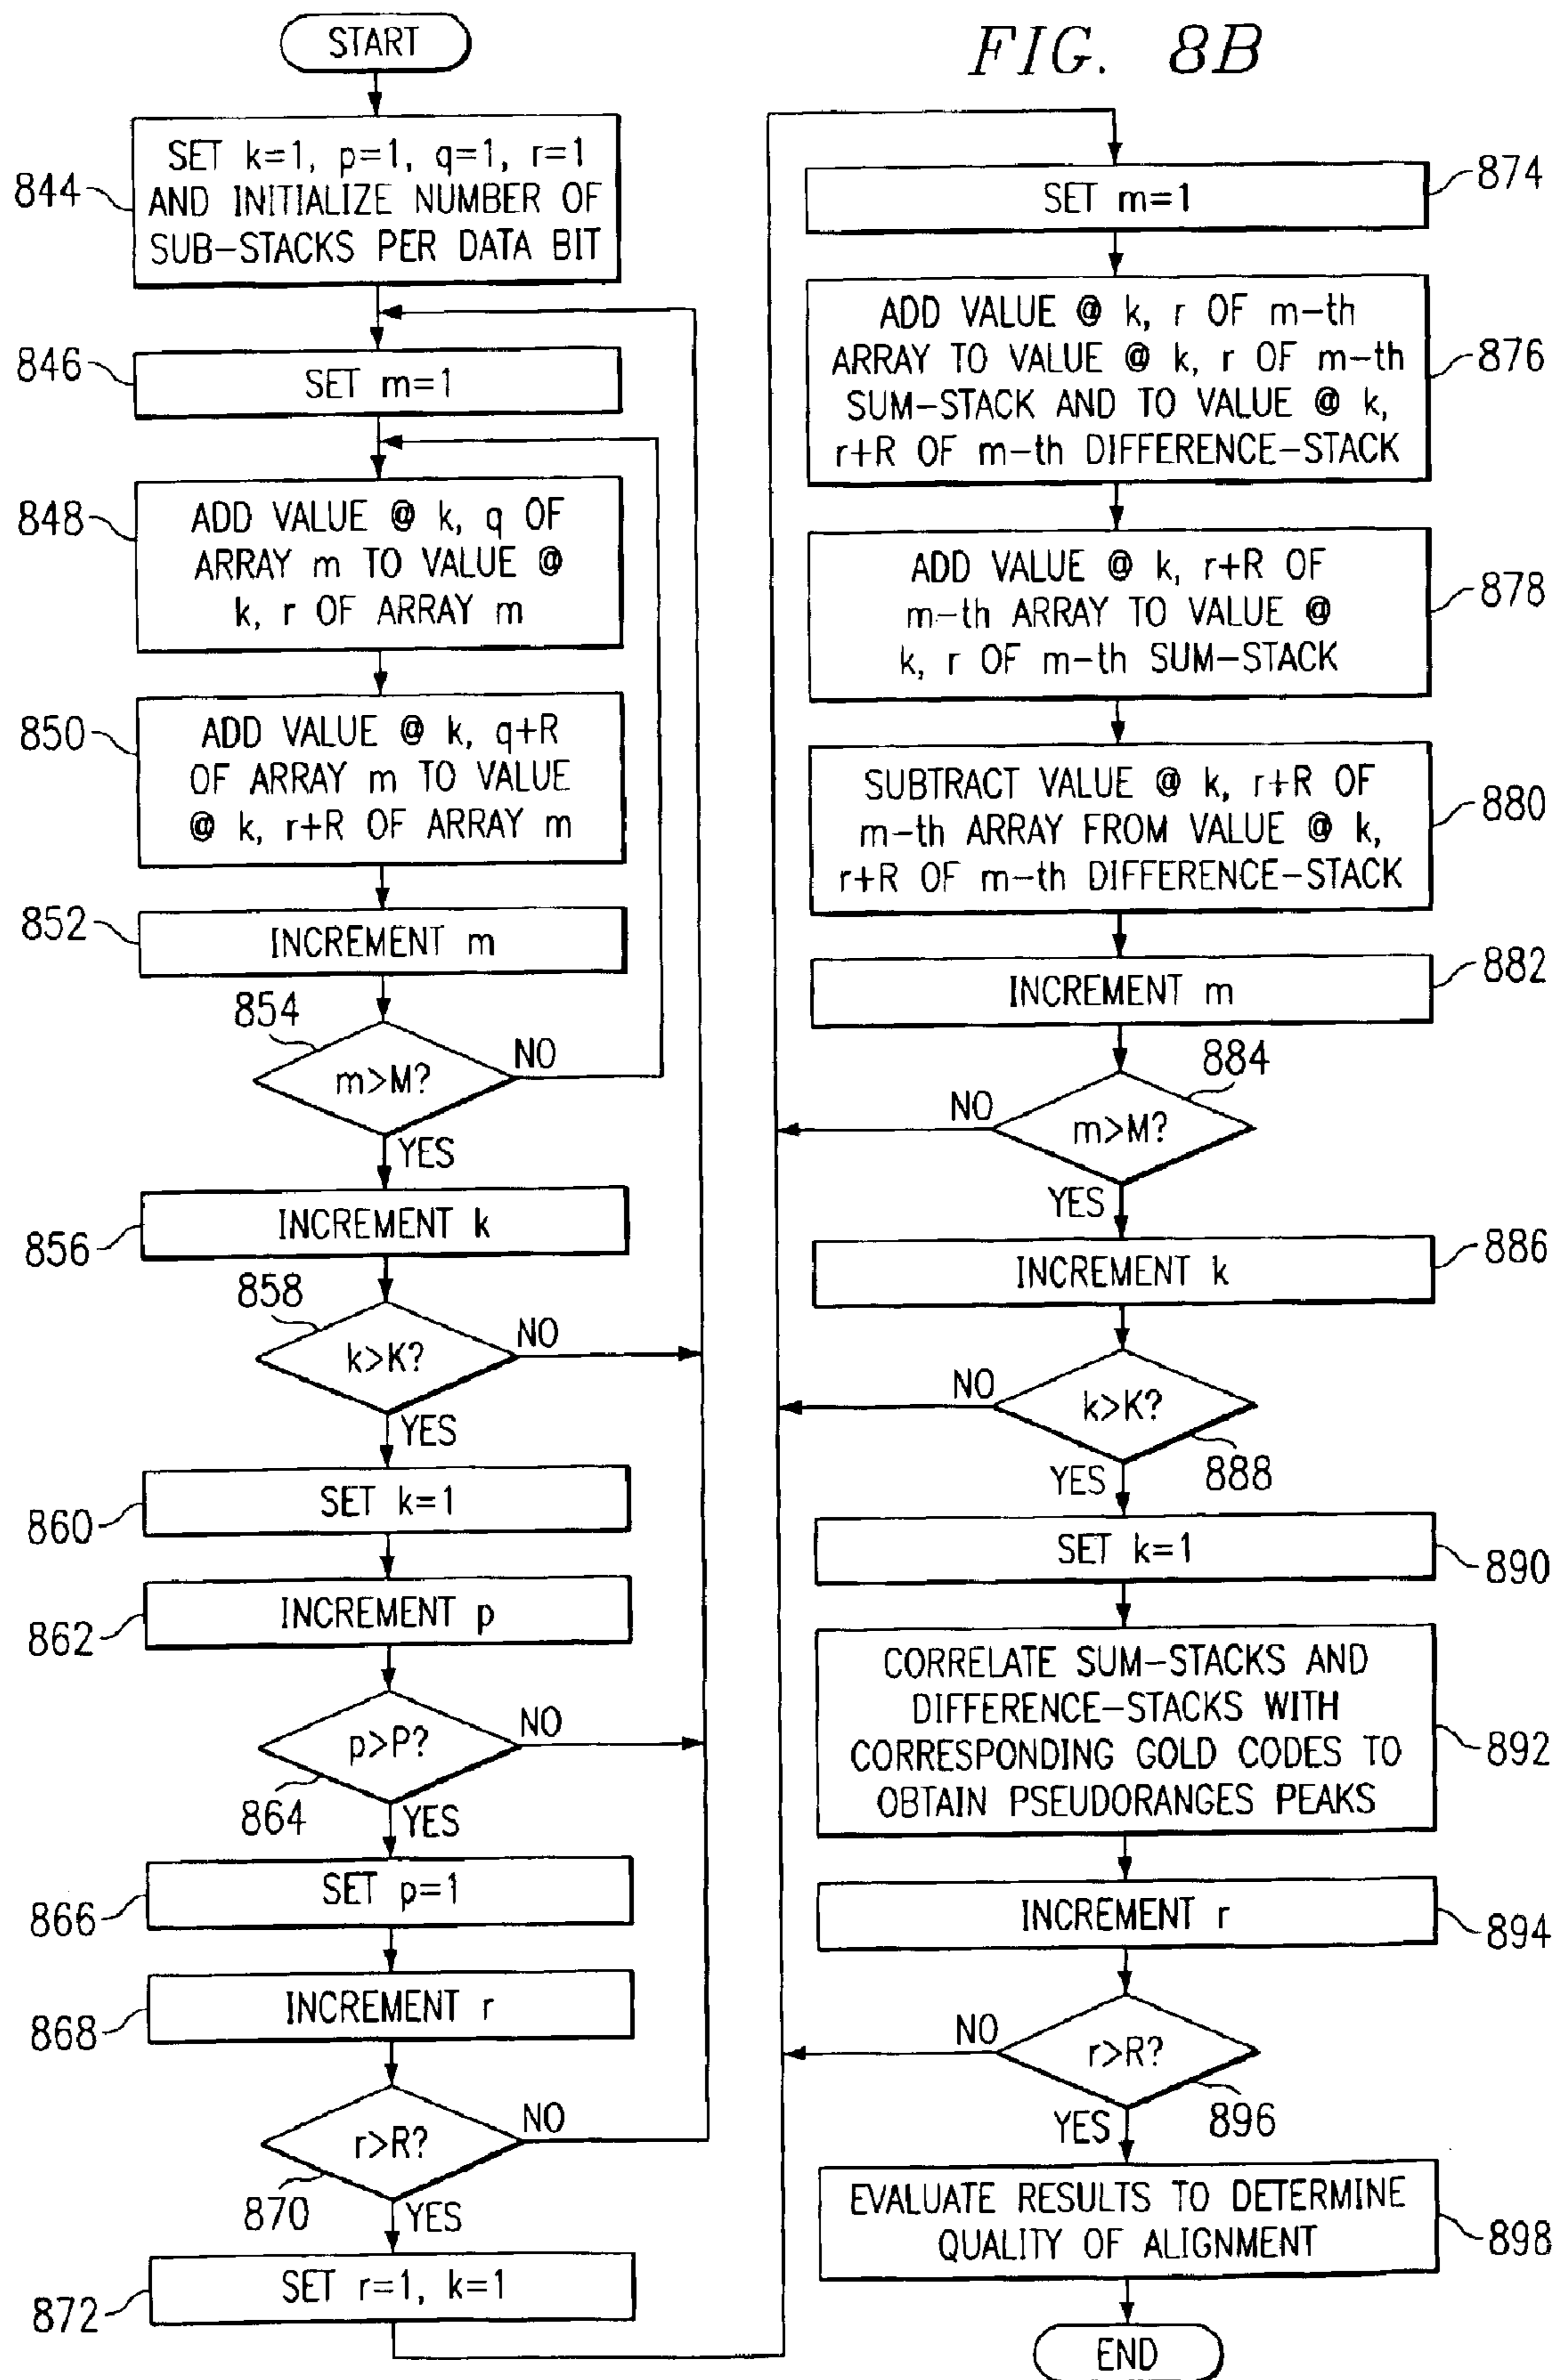 FIG. 8B
START
844
SET k=1, p=1, q=1, r=1
AND INITIALIZE NUMBER OF
SUB-STACKS PER DATA BIT
846
SET m=1
848
ADD VALUE @ k, q OF
ARRAY m TO VALUE @
k, r OF ARRAY m
850
ADD VALUE @ k, q+R
OF ARRAY m TO VALUE
@ k, r+R OF ARRAY m
852
INCREMENT m
854
m>M?
NO
YES
856
INCREMENT k
858
k>K?
NO
YES
860
SET k=1
862
INCREMENT p
p>P?
NO
864
YES
866
SET p=1
868
INCREMENT r
r>R?
NO
870
YES
872
SET r=1, k=1
874
SET m=1
876
ADD VALUE @ k, r OF m-th
ARRAY TO VALUE @ k, r OF m-th
SUM-STACK AND TO VALUE @ k,
r+R OF m-th DIFFERENCE-STACK
878
ADD VALUE @ k, r+R OF
m-th ARRAY TO VALUE @
k, r OF m-th SUM-STACK
880
SUBTRACT VALUE @ k, r+R OF
m-th ARRAY FROM VALUE @ k,
r+R OF m-th DIFFERENCE-STACK
882
INCREMENT m
884
NO
m>M?
YES
886
INCREMENT k
NO
k>K?
888
YES
890
SET k=1
892
CORRELATE SUM-STACKS AND
DIFFERENCE-STACKS WITH
CORRESPONDING GOLD CODES TO
OBTAIN PSEUDORANGES PEAKS
894
INCREMENT r
NO
r>R?
896
YES
898
EVALUATE RESULTS TO DETERMINE
QUALITY OF ALIGNMENT
END